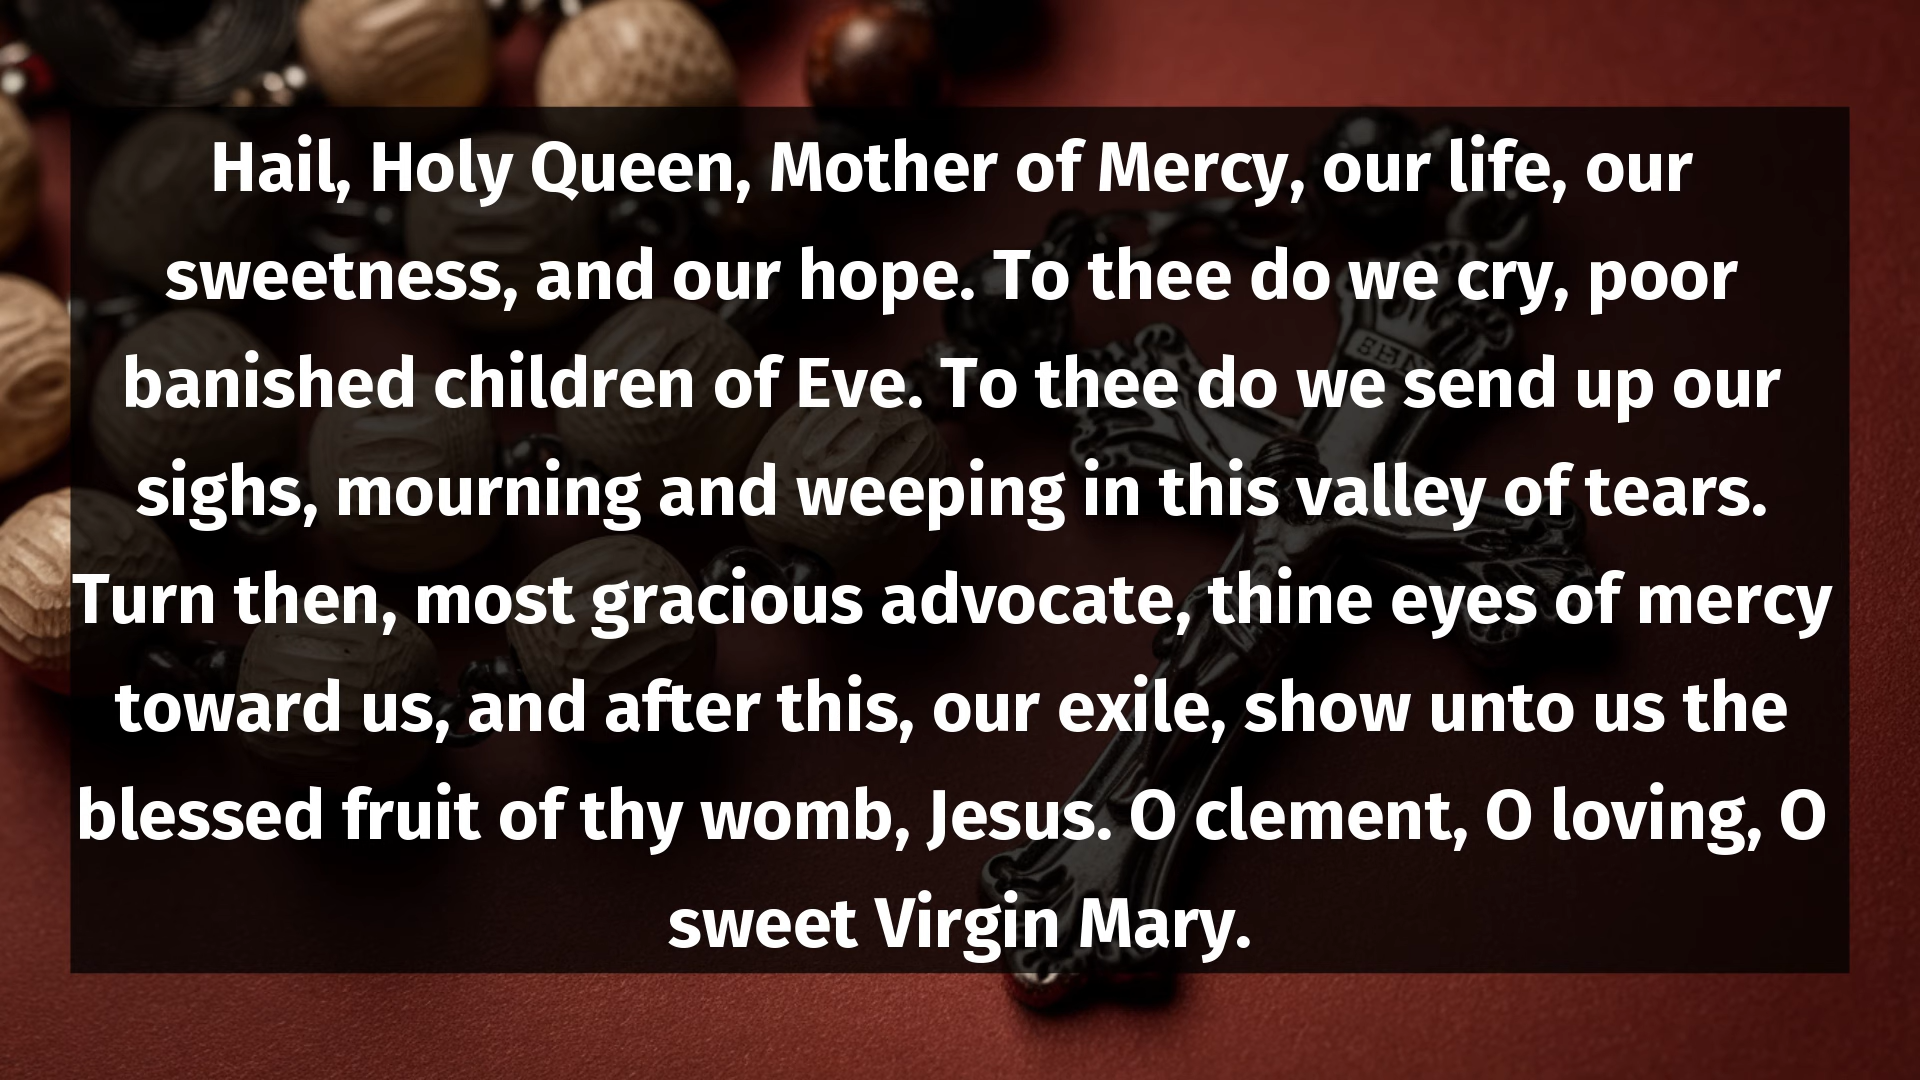 Hail, Holy Queen, Mother of Mercy, our life, our
sweetness, and our hope. To thee do we cry, poor
banished children of Eve. To thee do we send up our
sighs, mourning and weeping in this valley of tears.
Turn then, most gracious advocate, thine eyes of mercy
toward us, and after this, our exile, show unto us the
blessed fruit of thy womb, Jesus. O clement, O loving, O
sweet Virgin Mary.